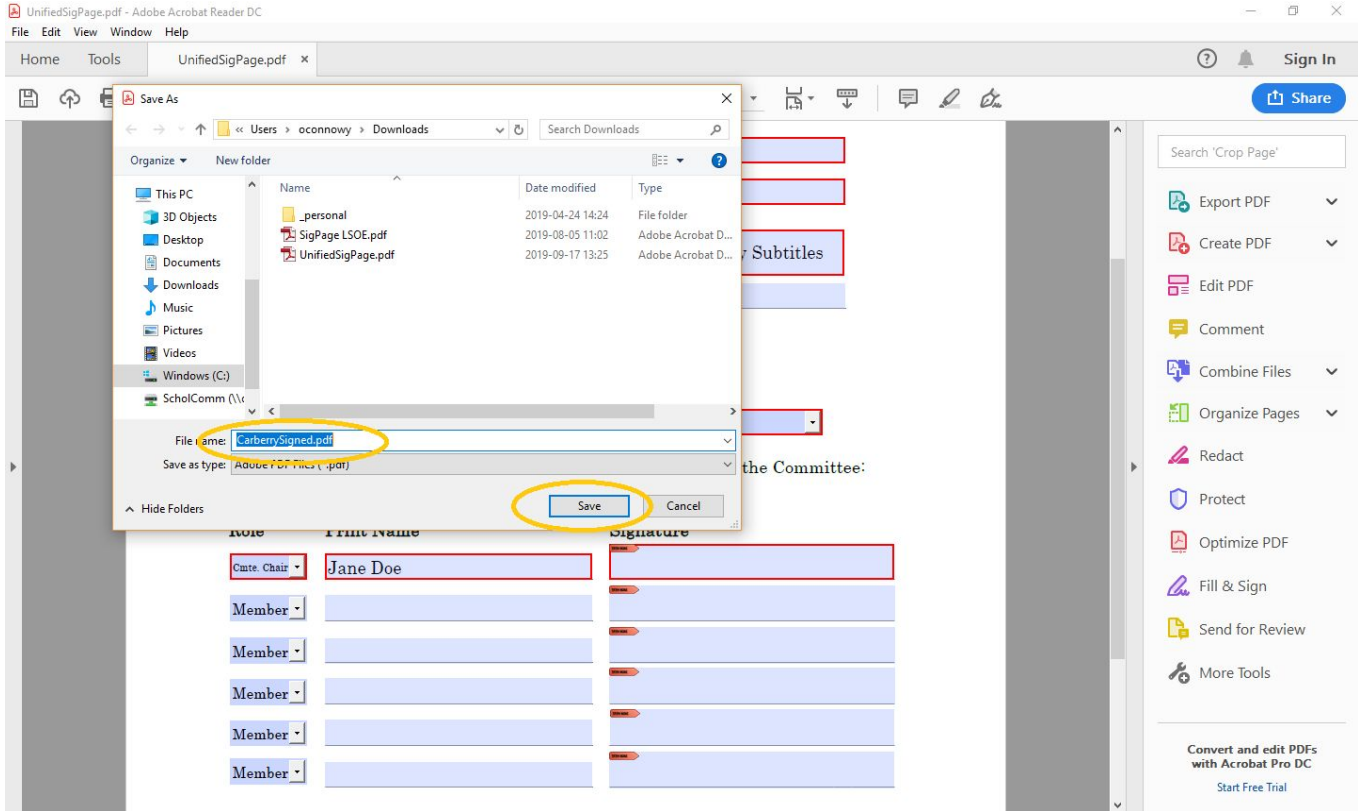 UnifiedSigPage.pdf - Adobe Acrobat Reader DC
File Edit View Window Help
Home Tools UnifiedSigPage.pdf × Sign In
Share
Save As
« Users › oconnowy › Downloads Search Downloads
Organize New folder
This PC
3D Objects
Desktop
Documents
Downloads
Music
Pictures
Videos
Windows (C:)
Name Date modified Type
_personal 2019-04-24 14:24 File folder
SigPage LSOE.pdf 2019-08-05 11:02 Adobe Acrobat D...
UnifiedSigPage.pdf 2019-09-17 13:25 Adobe Acrobat D...
File name: CarberrySigned.pdf
Save as type: Adobe PDF Files (*.pdf)
Hide Folders Save Cancel
Subtitles
the Committee:
Role Print Name Signature
Cmte. Chair Jane Doe
Member
Member
Member
Member
Member
Search 'Crop Page'
Export PDF
Create PDF
Edit PDF
Comment
Combine Files
Organize Pages
Redact
Protect
Optimize PDF
Fill & Sign
Send for Review
More Tools
Convert and edit PDFs
with Acrobat Pro DC
Start Free Trial